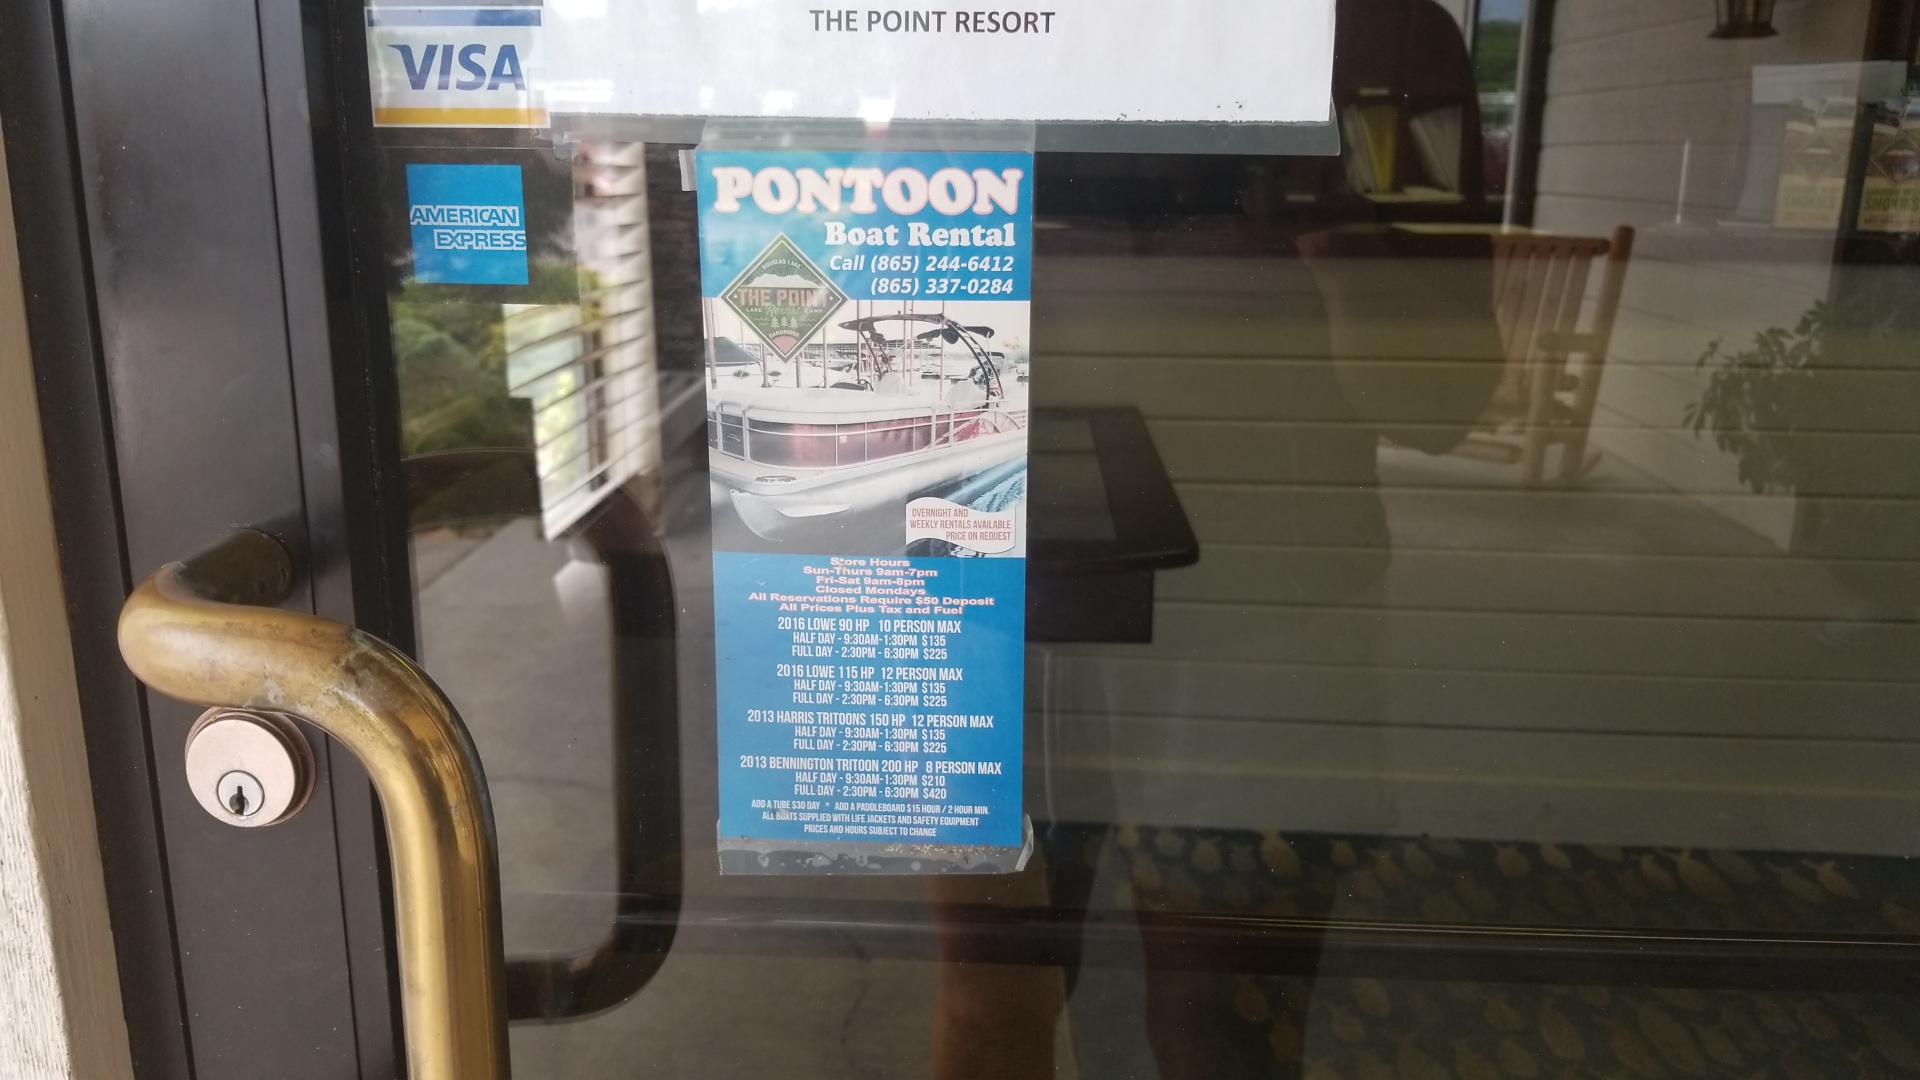 THE POINT RESORT
VISA
AMERICAN
EXPRESS
PONTOON
Boat Rental
Call (865) 244-6412
(865) 337-0284
DOUGLAS LAKE
THE POINT
LAKE Resort CAMP
DANDRIDGE
OVERNIGHT AND
WEEKLY RENTALS AVAILABLE
PRICE ON REQUEST
Store Hours
Sun-Thurs 9am-7pm
Fri-Sat 9am-8pm
Closed Mondays
All Reservations Require $50 Deposit
All Prices Plus Tax and Fuel
2016 LOWE 90 HP 10 PERSON MAX
HALF DAY - 9:30AM-1:30PM $135
FULL DAY - 2:30PM - 6:30PM $225
2016 LOWE 115 HP 12 PERSON MAX
HALF DAY - 9:30AM-1:30PM $135
FULL DAY - 2:30PM - 6:30PM $225
2013 HARRIS TRITOONS 150 HP 12 PERSON MAX
HALF DAY - 9:30AM-1:30PM $135
FULL DAY - 2:30PM - 6:30PM $225
2013 BENNINGTON TRITOON 200 HP 8 PERSON MAX
HALF DAY - 9:30AM-1:30PM $210
FULL DAY - 2:30PM - 6:30PM $420
ADD A TUBE $30 DAY * ADD A PADDLEBOARD $15 HOUR / 2 HOUR MIN.
ALL BOATS SUPPLIED WITH LIFE JACKETS AND SAFETY EQUIPMENT
PRICES AND HOURS SUBJECT TO CHANGE